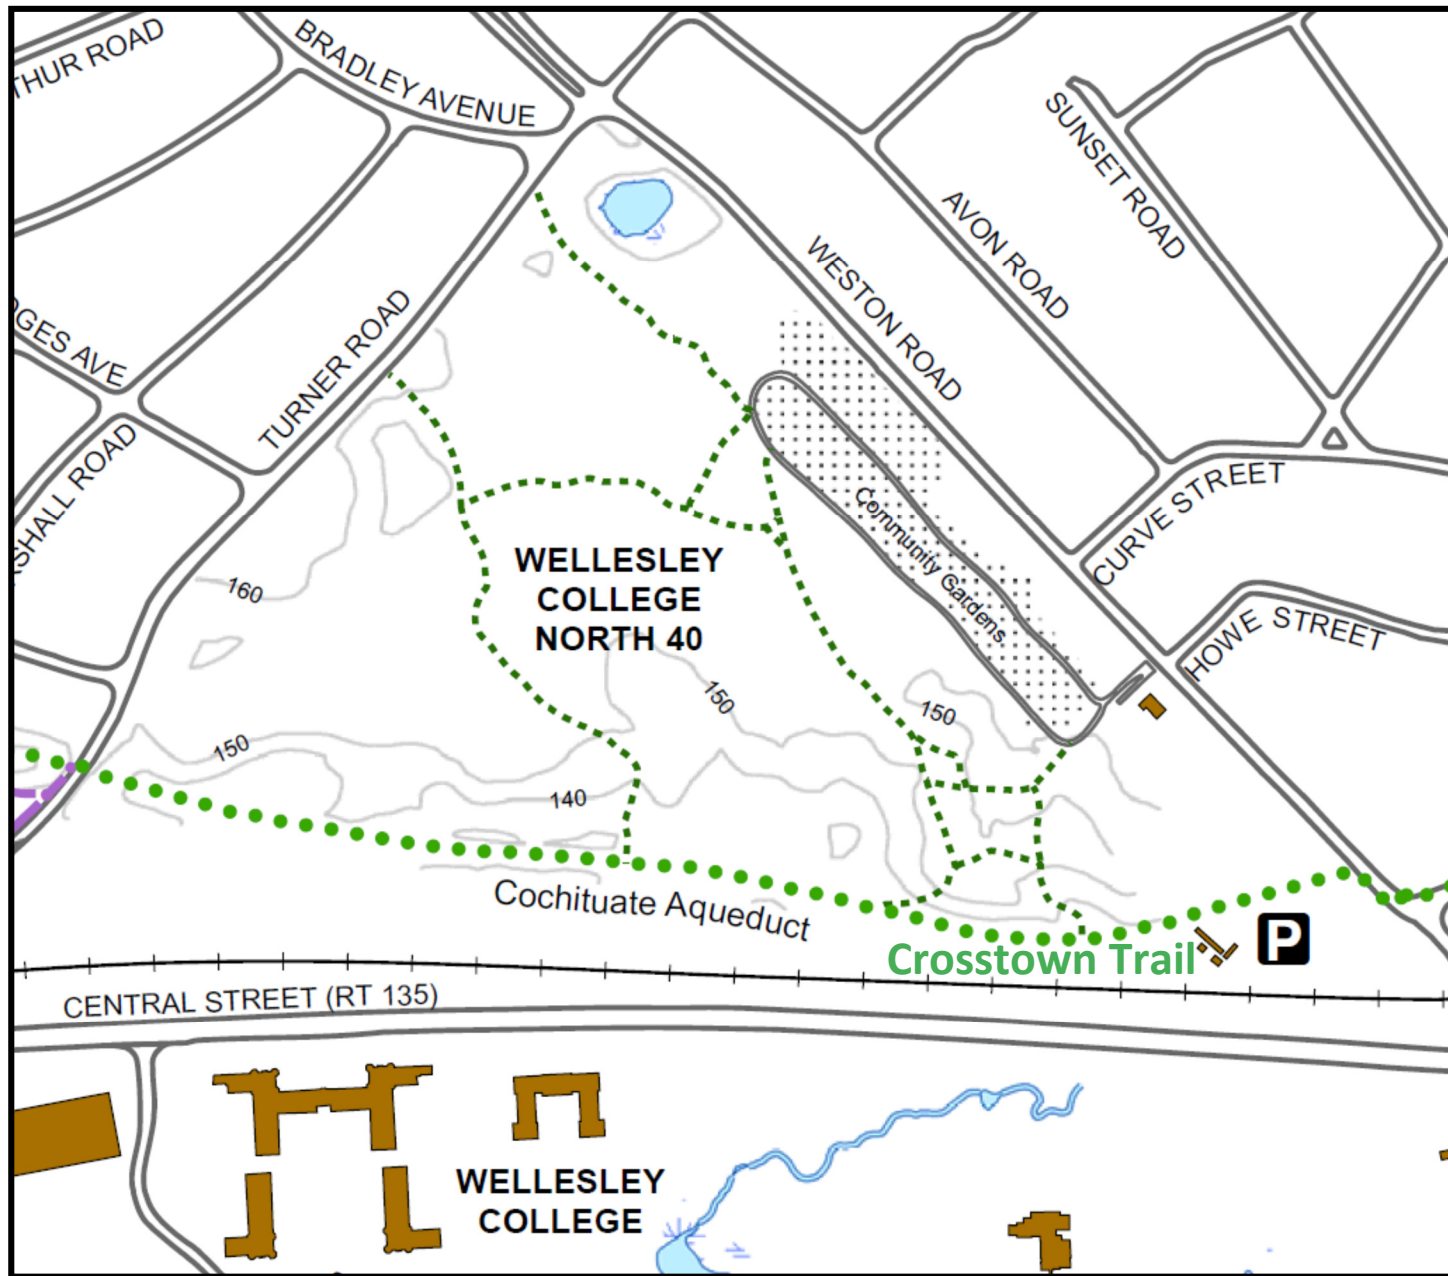 THUR ROAD
BRADLEY AVENUE
SUNSET ROAD
AVON ROAD
WESTON ROAD
GES AVE
TURNER ROAD
SHALL ROAD
CURVE STREET
Community Gardens
WELLESLEY
COLLEGE
NORTH 40
160
HOWE STREET
150
150
150
140
Cochituate Aqueduct
Crosstown Trail
P
CENTRAL STREET (RT 135)
WELLESLEY
COLLEGE